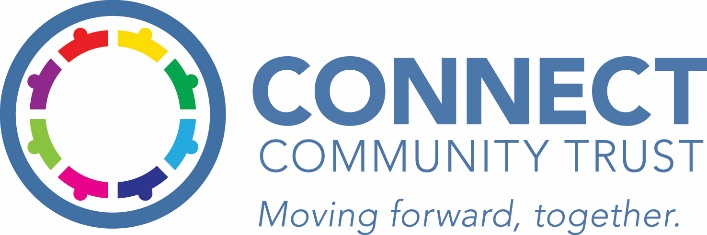 CONNECT
COMMUNITY TRUST
Moving forward, together.